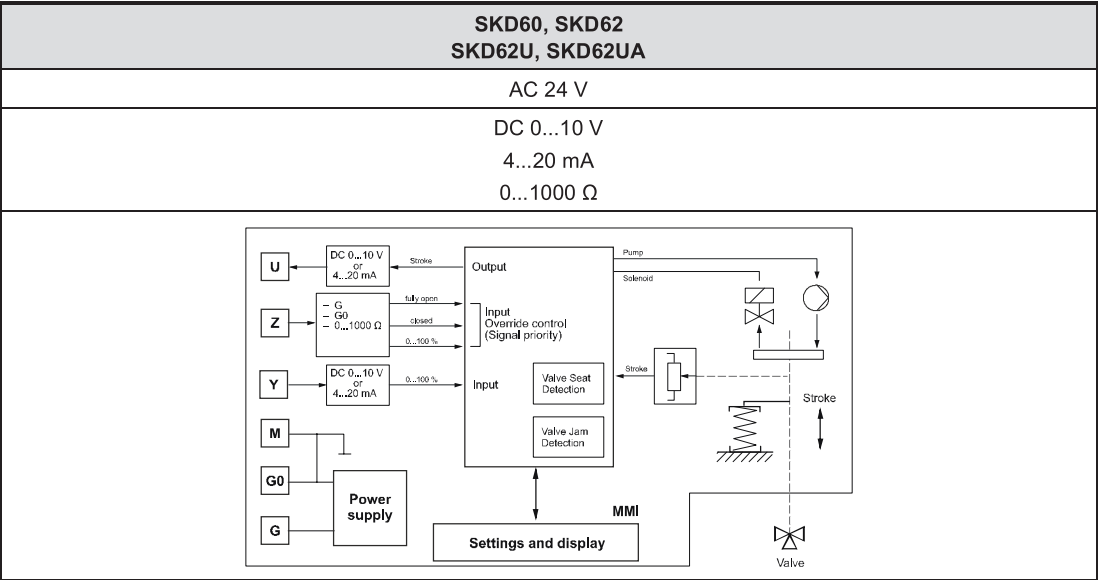 SKD60, SKD62
SKD62U, SKD62UA
AC 24 V
DC 0...10 V
4...20 mA
0...1000 Ω
U
DC 0...10 V
or
4...20 mA
Stroke
Output
Pump
Solenoid
Z
– G
– G0
– 0...1000 Ω
fully open
closed
0...100 %
Input
Override control
(Signal priority)
Y
DC 0...10 V
or
4...20 mA
0...100 %
Input
Valve Seat
Detection
Valve Jam
Detection
Stroke
Stroke
M
G0
G
Power
supply
MMI
Settings and display
Valve